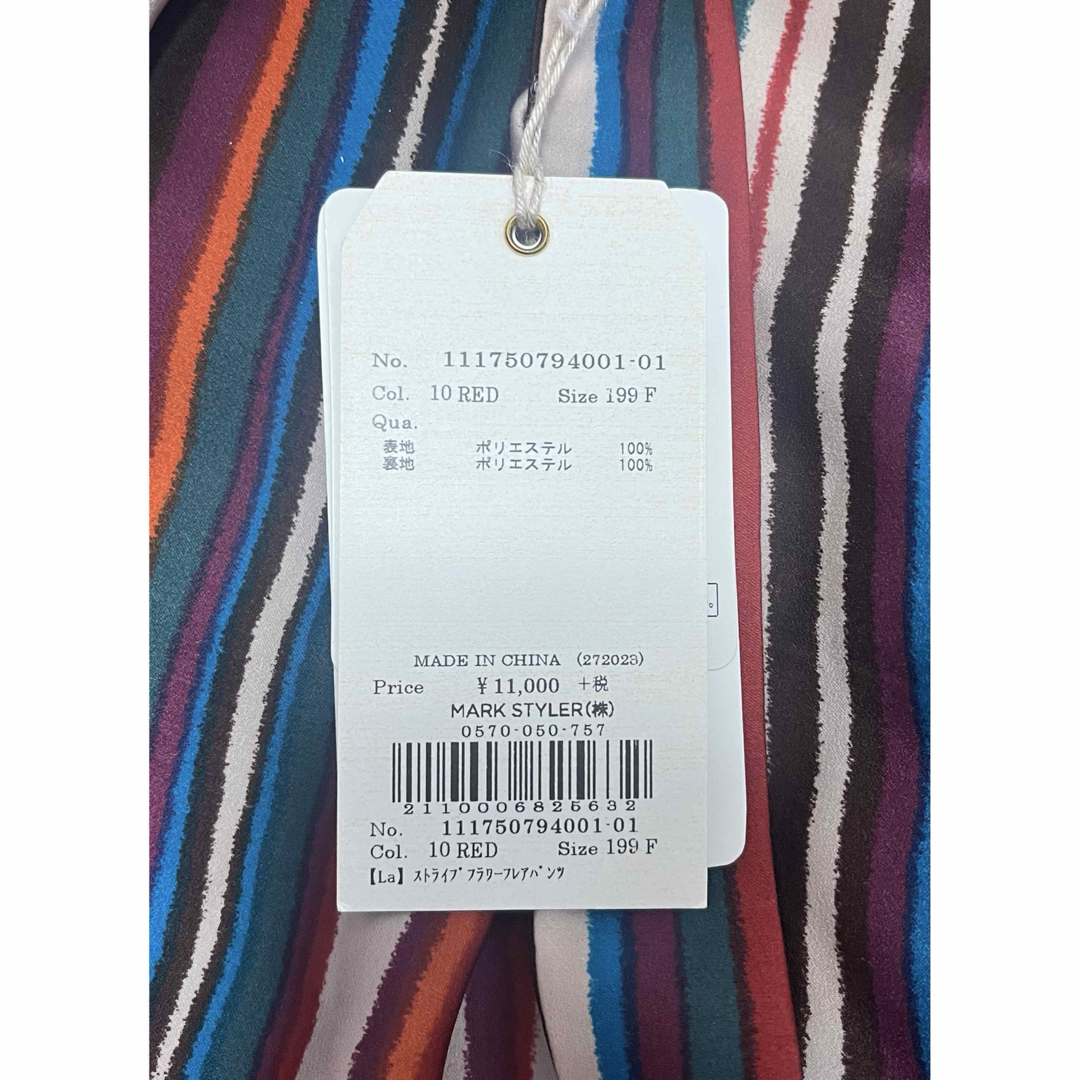 No. 111750794001-01
Col. 10 RED Size 199 F
Qua.
表地 ポリエステル 100%
裏地 ポリエステル 100%
MADE IN CHINA (272023)
Price ¥11,000 +税
MARK STYLER(株)
0570-050-757
2110006825632
No. 111750794001-01
Col. 10 RED Size 199 F
【La】ｽﾄﾗｲﾌﾟﾌﾗﾜｰﾌﾚｱﾊﾟﾝﾂ